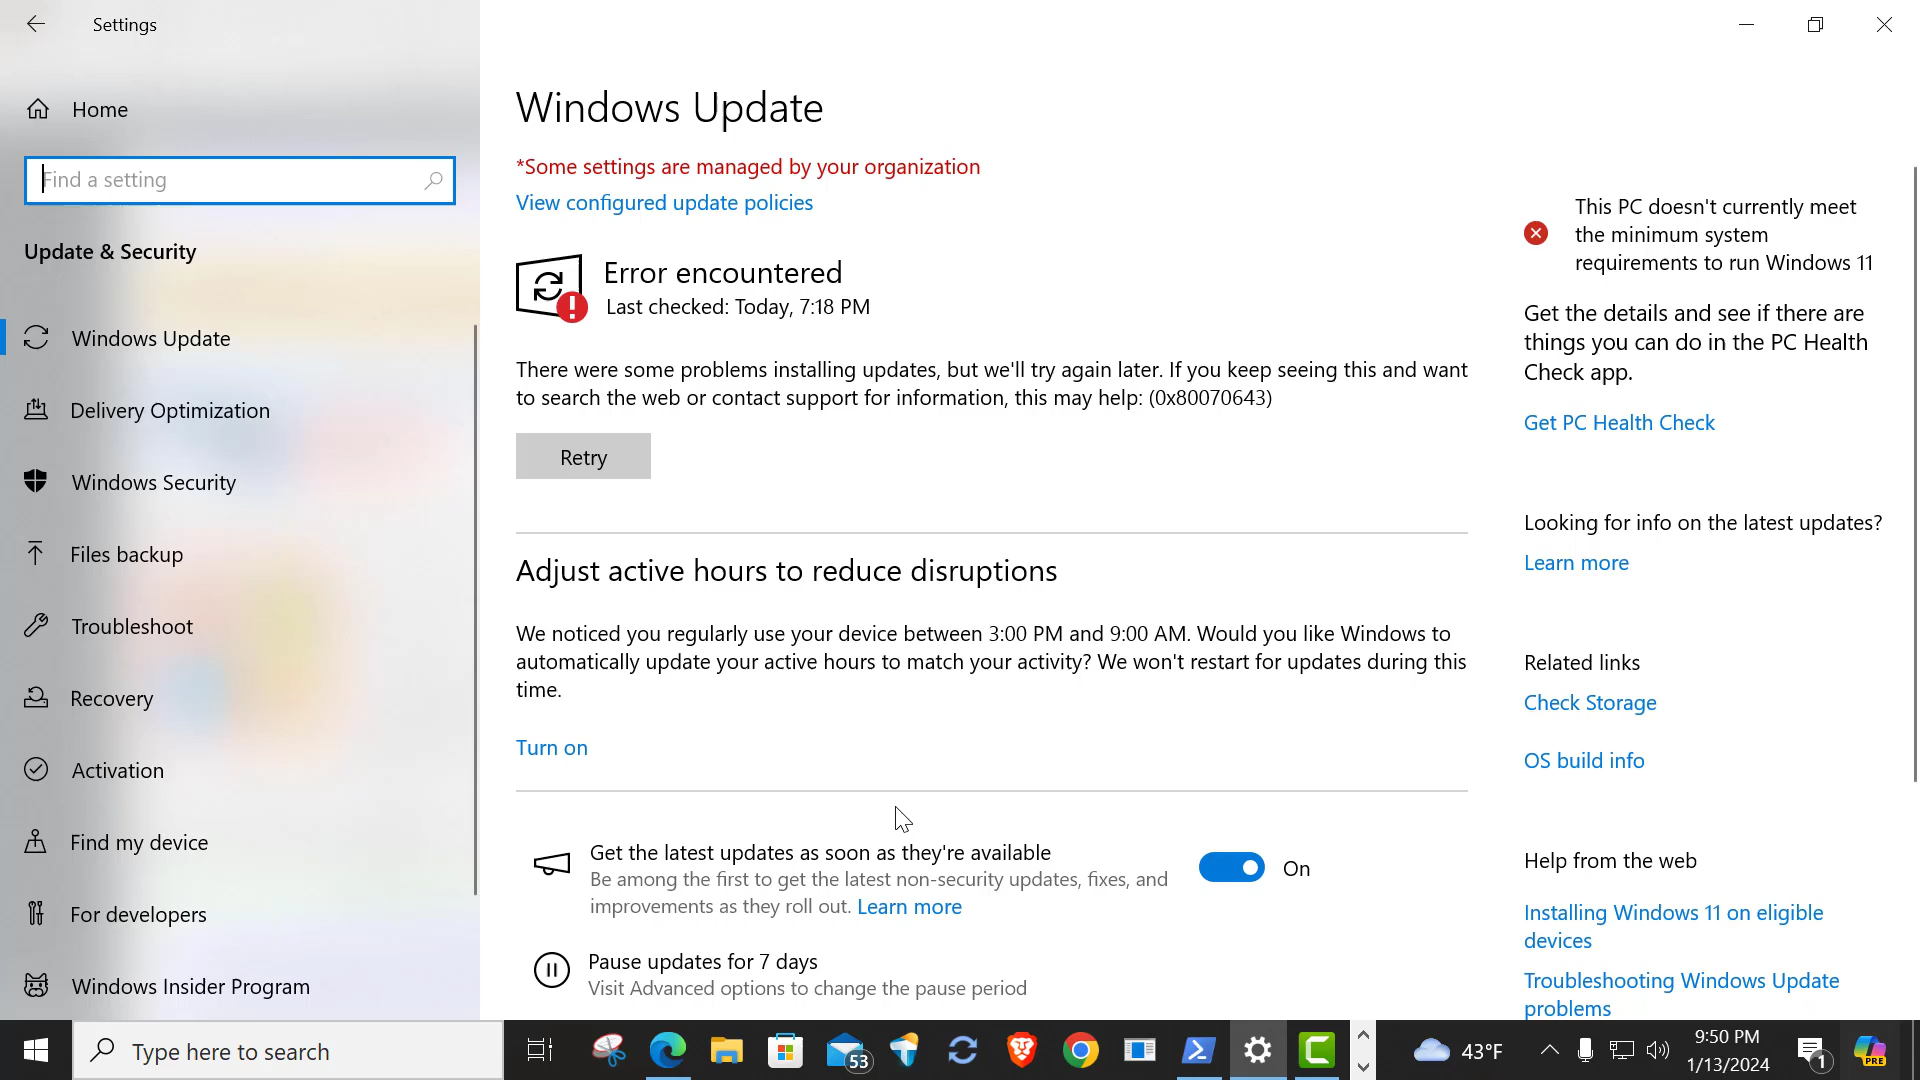 Settings
Home
Find a setting
Update & Security
Windows Update
Delivery Optimization
Windows Security
Files backup
Troubleshoot
Recovery
Activation
Find my device
For developers
Windows Insider Program
Windows Update
*Some settings are managed by your organization
View configured update policies
Error encountered
Last checked: Today, 7:18 PM
There were some problems installing updates, but we'll try again later. If you keep seeing this and want
to search the web or contact support for information, this may help: (0x80070643)
Retry
Adjust active hours to reduce disruptions
We noticed you regularly use your device between 3:00 PM and 9:00 AM. Would you like Windows to
automatically update your active hours to match your activity? We won't restart for updates during this
time.
Turn on
Get the latest updates as soon as they're available
Be among the first to get the latest non-security updates, fixes, and
improvements as they roll out. Learn more
On
Pause updates for 7 days
Visit Advanced options to change the pause period
This PC doesn't currently meet
the minimum system
requirements to run Windows 11
Get the details and see if there are
things you can do in the PC Health
Check app.
Get PC Health Check
Looking for info on the latest updates?
Learn more
Related links
Check Storage
OS build info
Help from the web
Installing Windows 11 on eligible
devices
Troubleshooting Windows Update
problems
Type here to search
53
43°F
9:50 PM
1/13/2024
1
PRE